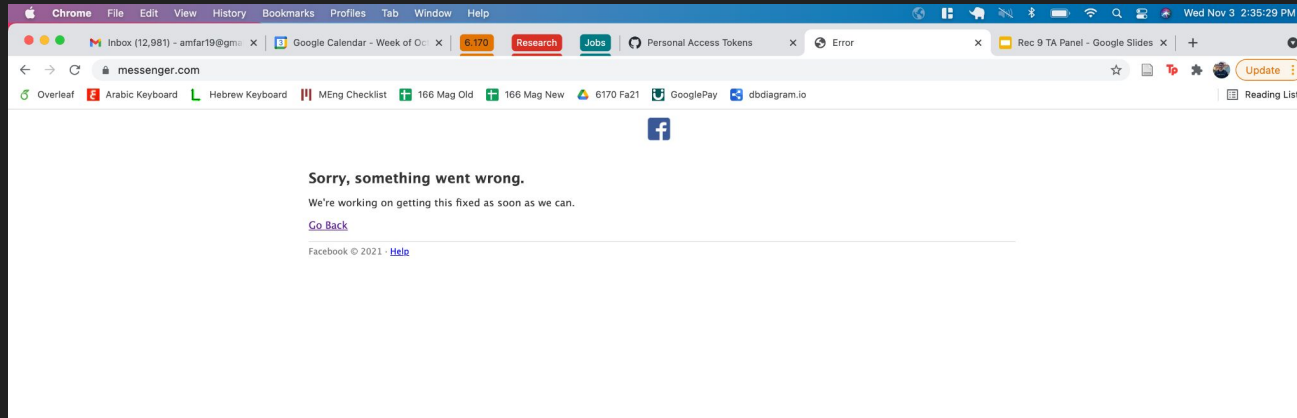 Chrome File Edit View History Bookmarks Profiles Tab Window Help Wed Nov 3 2:35:29 PM
Inbox (12,981) - amfar19@gma Google Calendar - Week of Oc 6.170 Research Jobs Personal Access Tokens Error Rec 9 TA Panel - Google Slides
messenger.com Tp Update
Overleaf Arabic Keyboard Hebrew Keyboard MEng Checklist 166 Mag Old 166 Mag New 6170 Fa21 GooglePay dbdiagram.io Reading List
Sorry, something went wrong.
We're working on getting this fixed as soon as we can.
Go Back
Facebook © 2021 · Help